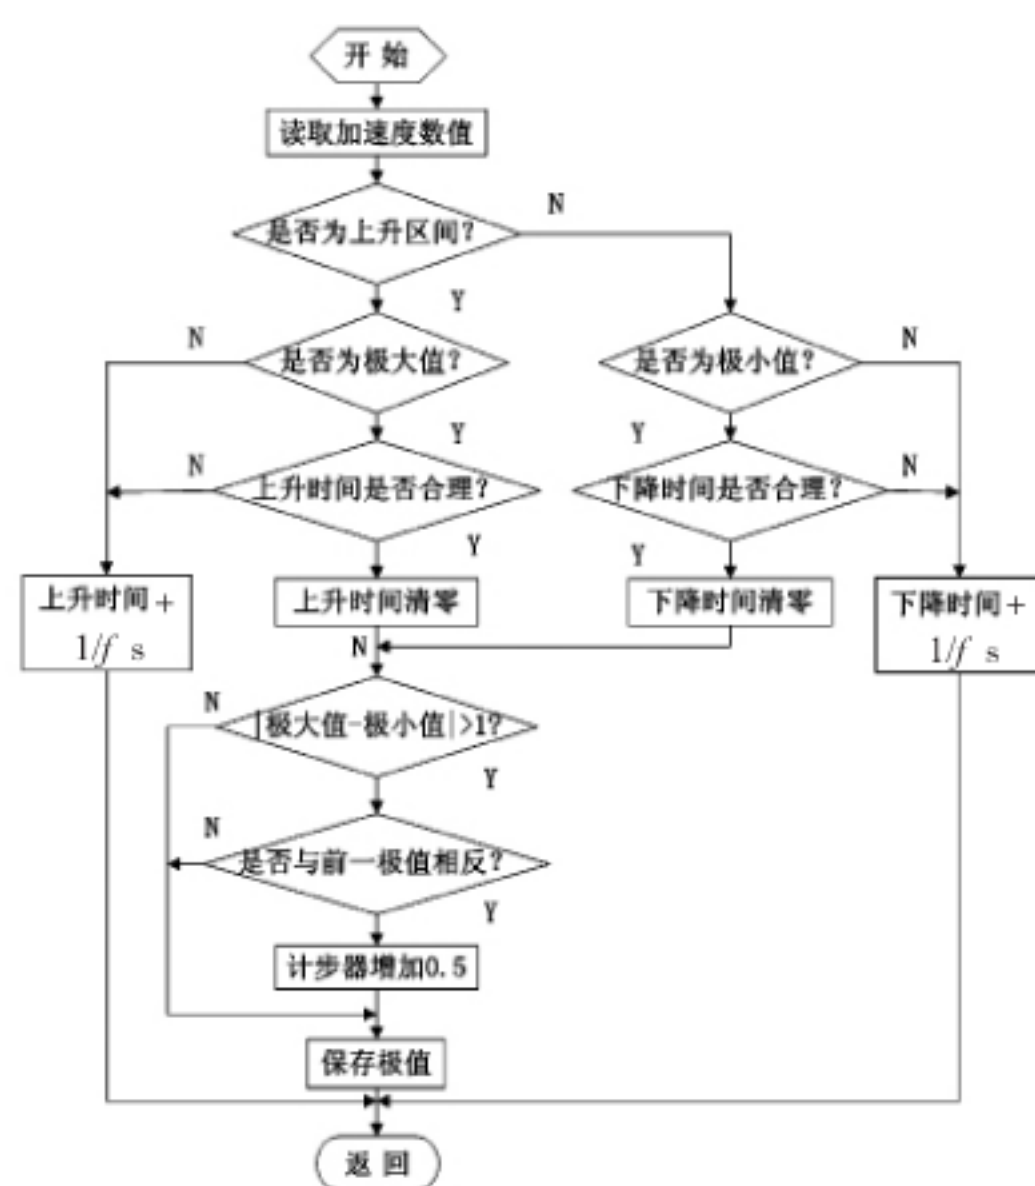 开 始
读取加速度数值
N
是否为上升区间?
Y
N
是否为极大值?
是否为极小值?
N
Y
Y
N
上升时间是否合理?
下降时间是否合理?
N
Y
Y
上升时间+
1/f s
上升时间清零
下降时间清零
下降时间+
1/f s
N
N
|极大值-极小值|>1?
Y
N
是否与前一极值相反?
Y
计步器增加0.5
保存极值
返 回